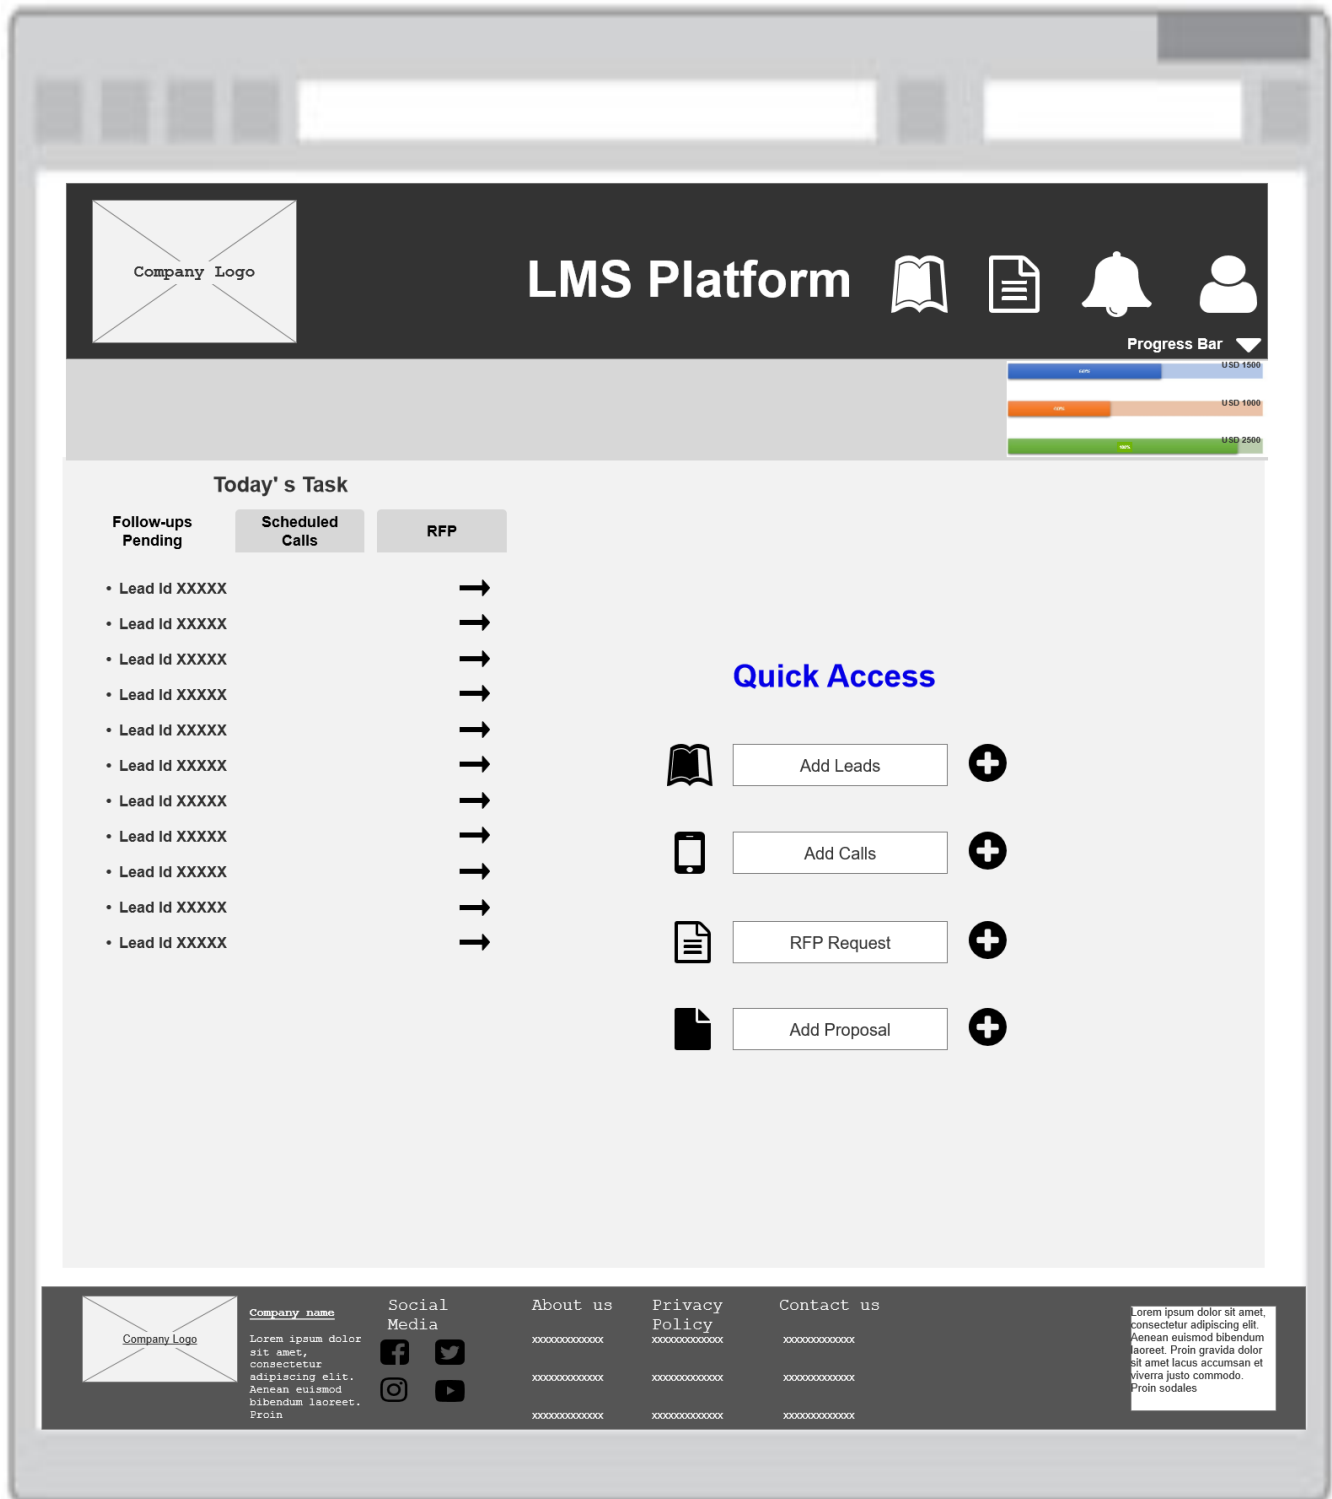 Company Logo
LMS Platform
Progress Bar
USD 1500
USD 1000
USD 2500
Today' s Task
Follow-ups
Pending
Scheduled
Calls
RFP
• Lead Id XXXXX
• Lead Id XXXXX
• Lead Id XXXXX
• Lead Id XXXXX
• Lead Id XXXXX
• Lead Id XXXXX
• Lead Id XXXXX
• Lead Id XXXXX
• Lead Id XXXXX
• Lead Id XXXXX
• Lead Id XXXXX
Quick Access
Add Leads
Add Calls
RFP Request
Add Proposal
Company Logo
Company name
Lorem ipsum dolor
sit amet,
consectetur
adipiscing elit.
Aenean euismod
bibendum laoreet.
Proin
Social
Media
About us
xxxxxxxxxxxxx
xxxxxxxxxxxxx
xxxxxxxxxxxxx
Privacy
Policy
xxxxxxxxxxxxx
xxxxxxxxxxxxx
xxxxxxxxxxxxx
Contact us
xxxxxxxxxxxxx
xxxxxxxxxxxxx
xxxxxxxxxxxxx
Lorem ipsum dolor sit amet,
consectetur adipiscing elit.
Aenean euismod bibendum
laoreet. Proin gravida dolor
sit amet lacus accumsan et
viverra justo commodo.
Proin sodales